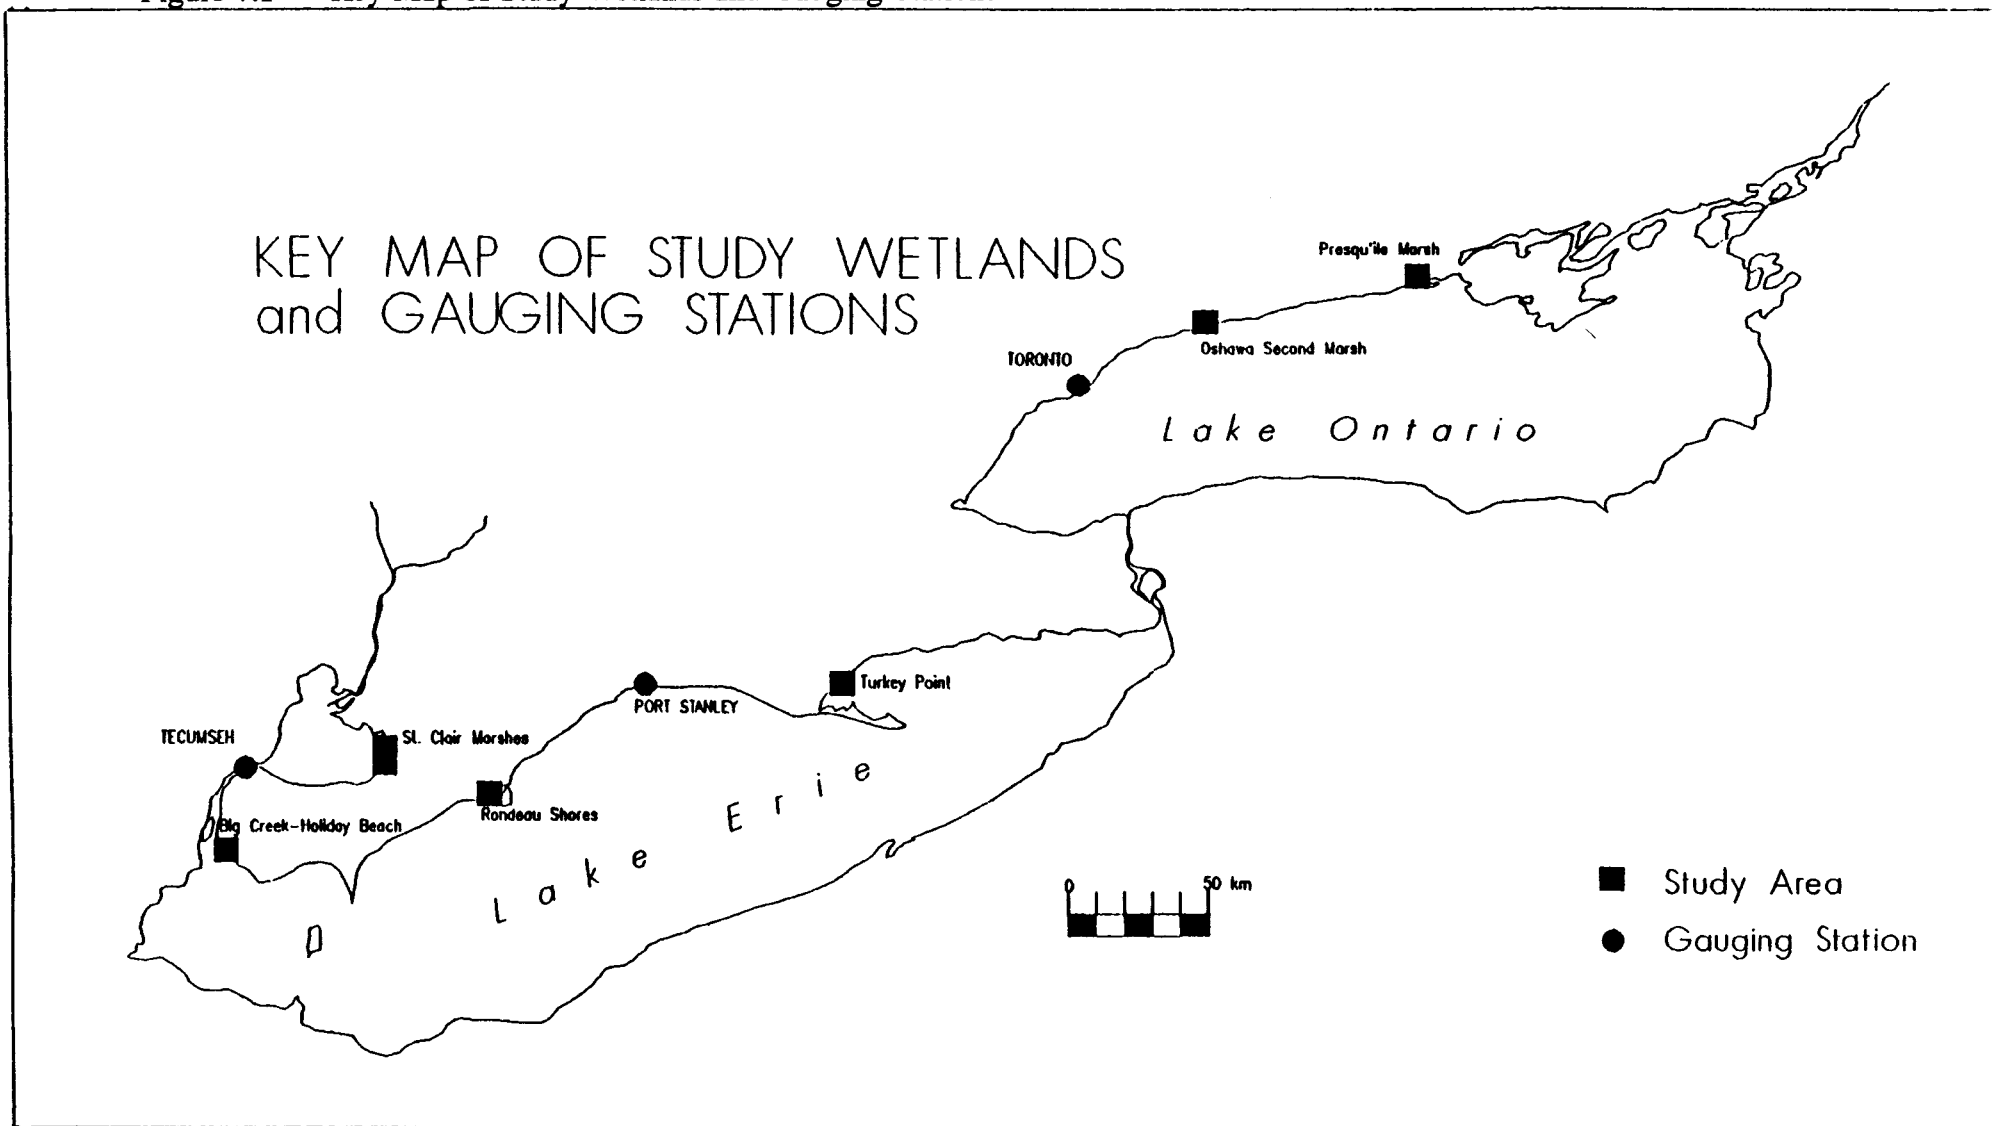 KEY MAP OF STUDY WETLANDS
and GAUGING STATIONS
Presqu'ile Marsh
Oshawa Second Marsh
TORONTO
Lake Ontario
Turkey Point
PORT STANLEY
TECUMSEH
St. Clair Marshes
Rondeau Shores
Big Creek-Holiday Beach
Lake Erie
0 50 km
Study Area
Gauging Station